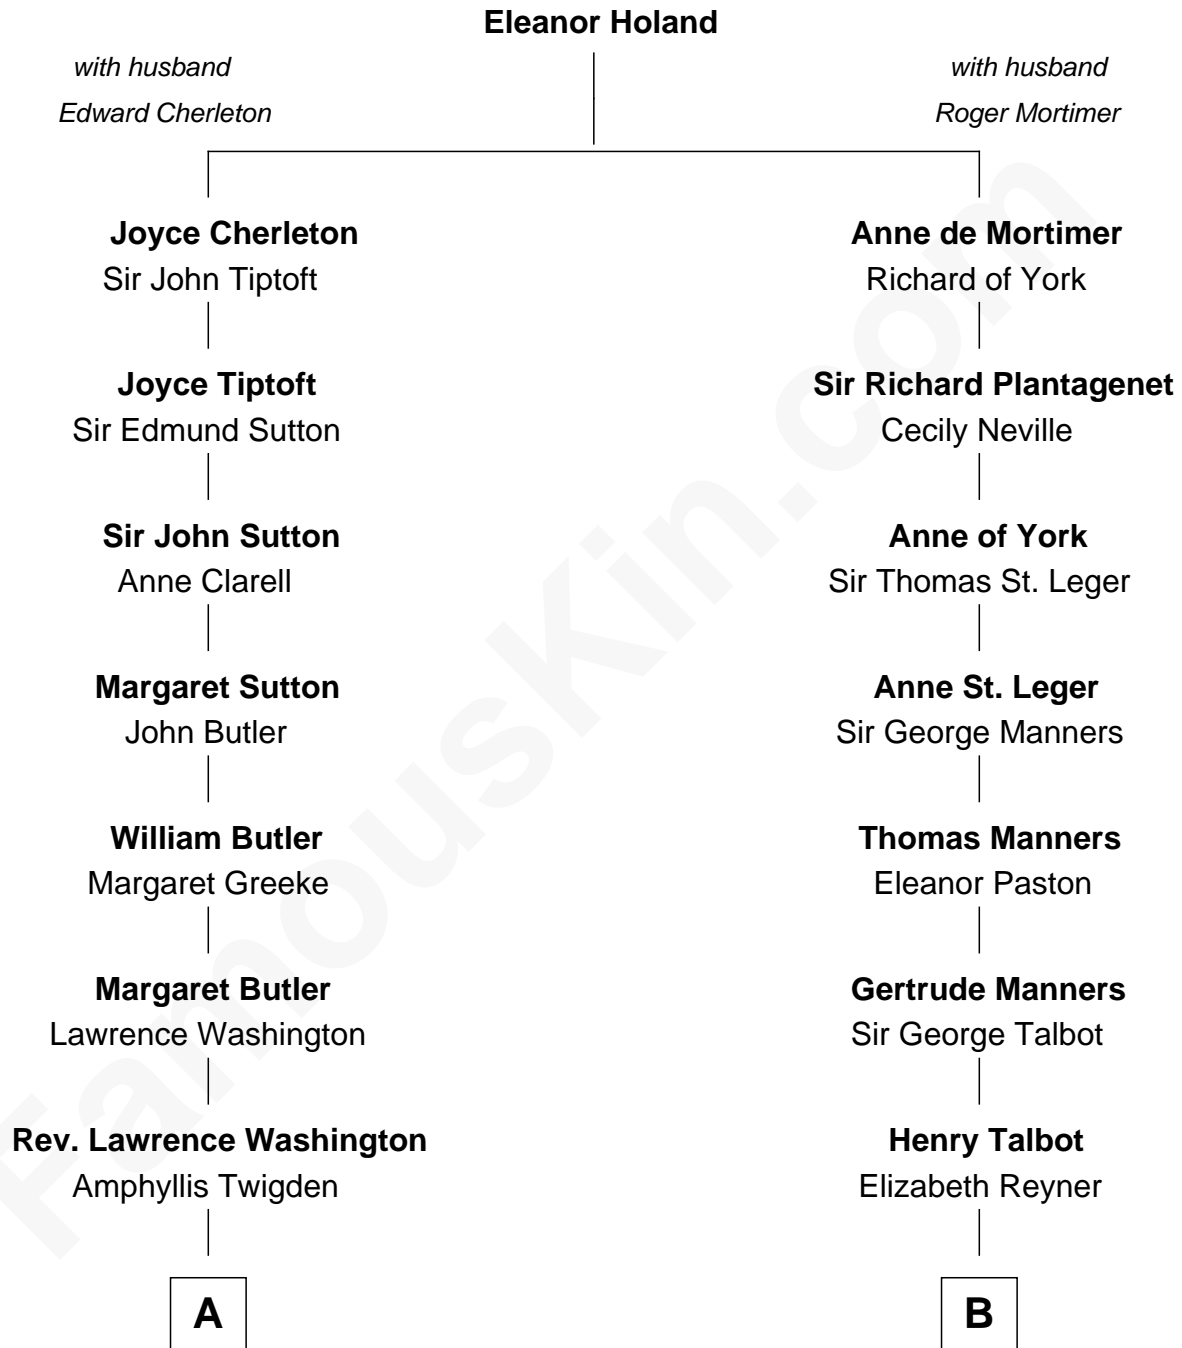 Eleanor Holand
with husband
Edward Cherleton
with husband
Roger Mortimer
Joyce Cherleton
Sir John Tiptoft
Anne de Mortimer
Richard of York
Joyce Tiptoft
Sir Edmund Sutton
Sir Richard Plantagenet
Cecily Neville
Sir John Sutton
Anne Clarell
Anne of York
Sir Thomas St. Leger
Margaret Sutton
John Butler
Anne St. Leger
Sir George Manners
William Butler
Margaret Greeke
Thomas Manners
Eleanor Paston
Margaret Butler
Lawrence Washington
Gertrude Manners
Sir George Talbot
Rev. Lawrence Washington
Amphyllis Twigden
Henry Talbot
Elizabeth Reyner
A
B
FamousKin.com